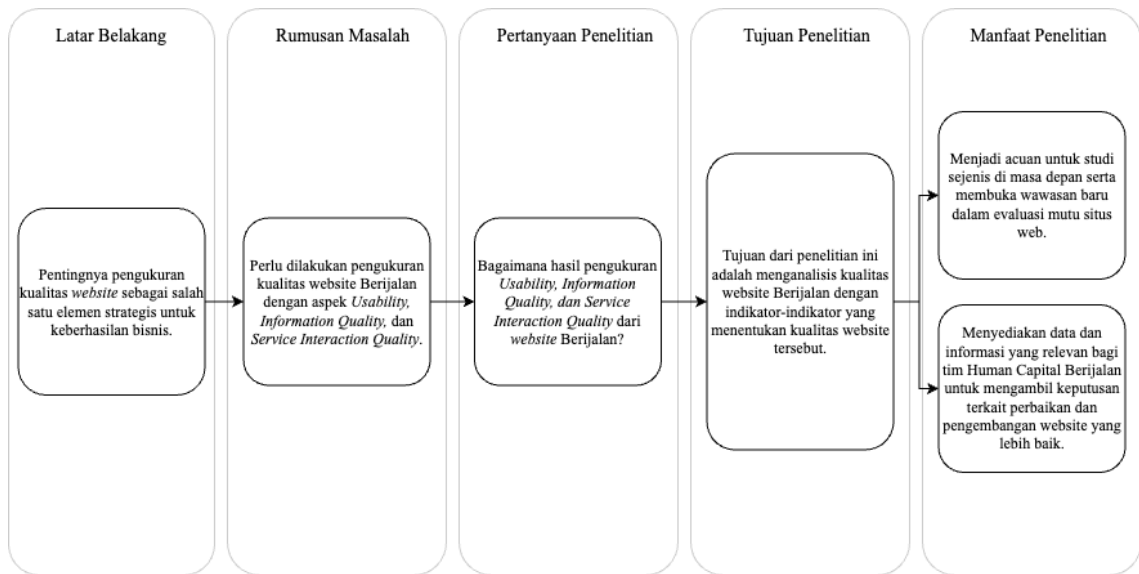 Latar Belakang
Pentingnya pengukuran
kualitas website sebagai salah
satu elemen strategis untuk
keberhasilan bisnis.
Rumusan Masalah
Perlu dilakukan pengukuran
kualitas website Berijalan
dengan aspek Usability,
Information Quality, dan
Service Interaction Quality.
Pertanyaan Penelitian
Bagaimana hasil pengukuran
Usability, Information
Quality, dan Service
Interaction Quality dari
website Berijalan?
Tujuan Penelitian
Tujuan dari penelitian ini
adalah menganalisis kualitas
website Berijalan dengan
indikator-indikator yang
menentukan kualitas website
tersebut.
Manfaat Penelitian
Menjadi acuan untuk studi
sejenis di masa depan serta
membuka wawasan baru
dalam evaluasi mutu situs
web.
Menyediakan data dan
informasi yang relevan bagi
tim Human Capital Berijalan
untuk mengambil keputusan
terkait perbaikan dan
pengembangan website yang
lebih baik.